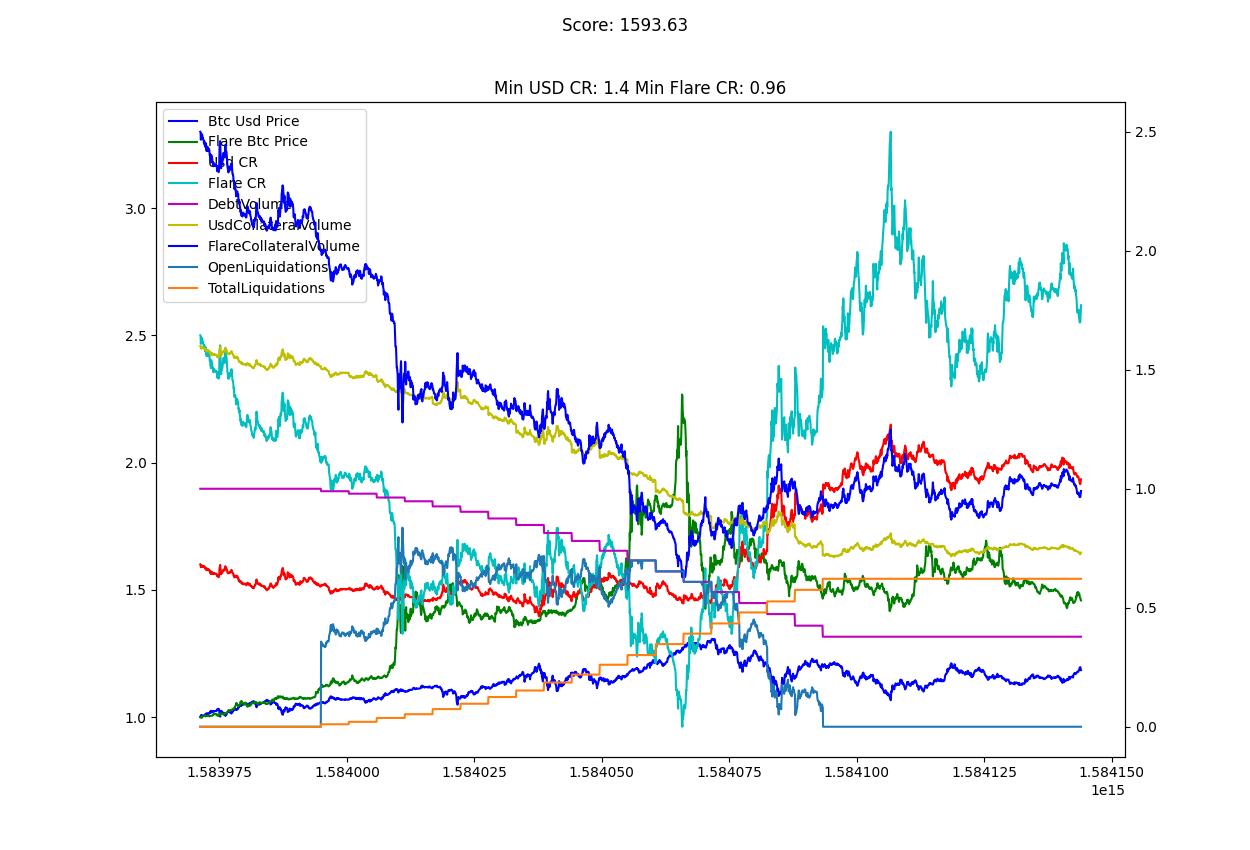 Score: 1593.63
Min USD CR: 1.4 Min Flare CR: 0.96
Btc Usd Price
Flare Btc Price
Usd CR
Flare CR
DebtVolume
UsdCollateralVolume
FlareCollateralVolume
OpenLiquidations
TotalLiquidations
3.0
2.5
2.0
1.5
1.0
2.5
2.0
1.5
1.0
0.5
0.0
1.583975
1.584000
1.584025
1.584050
1.584075
1.584100
1.584125
1.584150
1e15